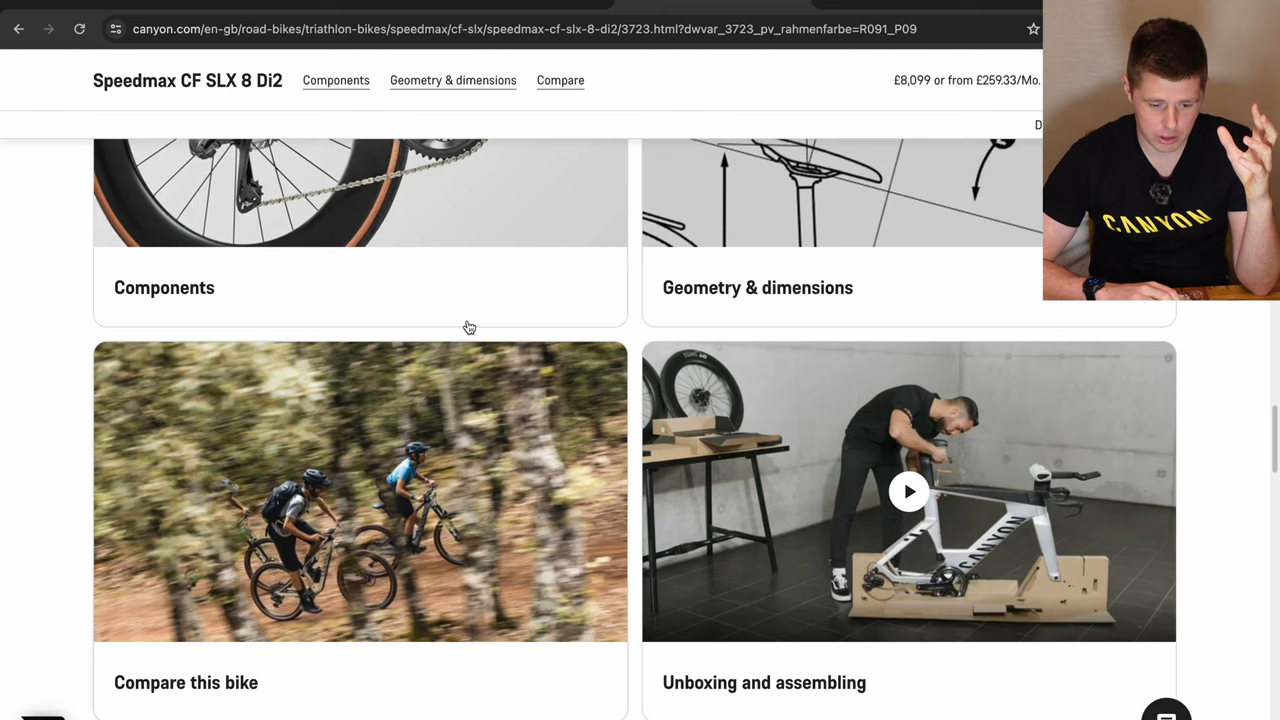 canyon.com/en-gb/road-bikes/triathlon-bikes/speedmax/cf-slx/speedmax-cf-slx-8-di2/3723.html?dwvar_3723_pv_rahmenfarbe=R091_P09
Speedmax CF SLX 8 Di2 Components Geometry & dimensions Compare £8,099 or from £259.33/Mo.
D
CANYON
Components
Geometry & dimensions
CANYON
Compare this bike
Unboxing and assembling